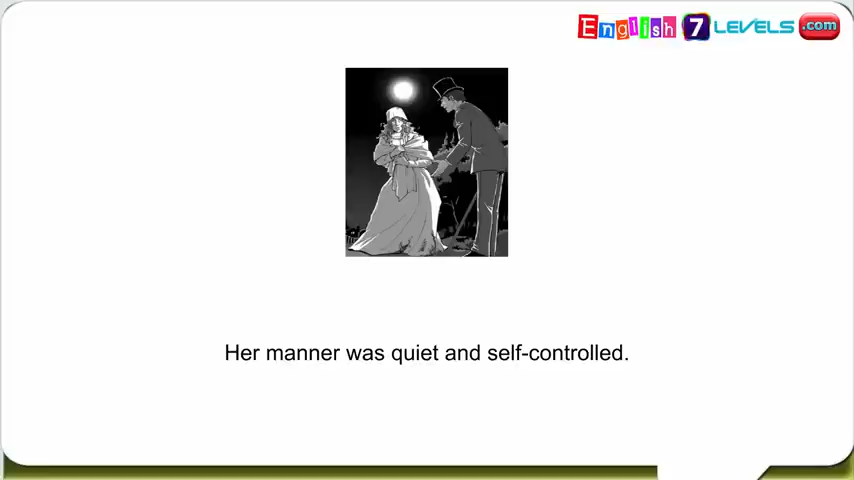 English 7 LEVELS .com
Her manner was quiet and self-controlled.